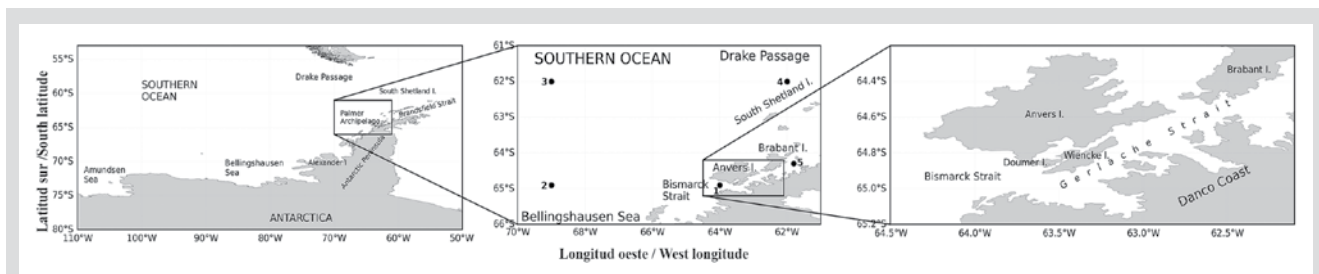 Latitud sur /South latitude
55°S
60°S
65°S
70°S
75°S
80°S
110°W
100°W
90°W
80°W
70°W
60°W
50°W
SOUTHERN
OCEAN
Drake Passage
South Shetland I.
Bransfield Strait
Palmer
Archipelago
Antarctic Peninsula
Alexander I.
Bellingshausen
Sea
Amundsen
Sea
ANTARCTICA
61°S
62°S
63°S
64°S
65°S
66°S
70°W
68°W
66°W
64°W
62°W
SOUTHERN OCEAN
Drake Passage
3
4
South Shetland I.
Brabant I.
5
Anvers I.
2
Bismarck
Strait
1
Bellingshausen Sea
64.4°S
64.6°S
64.8°S
65.0°S
65.2°S
64.5°W
64.0°W
63.5°W
63.0°W
62.5°W
Brabant I.
Anvers I.
Gerlache Strait
Wiencke I.
Doumer I.
Bismarck Strait
Danco Coast
Longitud oeste / West longitude